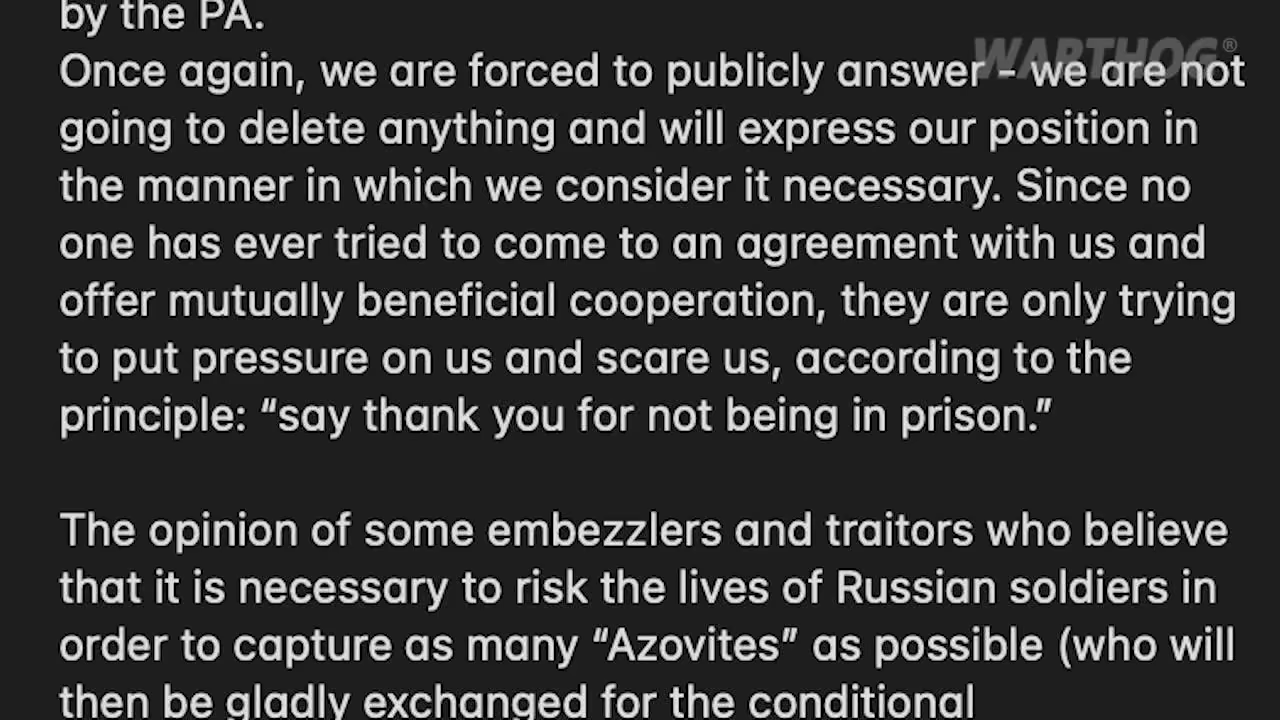 by the PA.
WARTHOG®
Once again, we are forced to publicly answer - we are not
going to delete anything and will express our position in
the manner in which we consider it necessary. Since no
one has ever tried to come to an agreement with us and
offer mutually beneficial cooperation, they are only trying
to put pressure on us and scare us, according to the
principle: “say thank you for not being in prison.”
The opinion of some embezzlers and traitors who believe
that it is necessary to risk the lives of Russian soldiers in
order to capture as many “Azovites” as possible (who will
then be gladly exchanged for the conditional